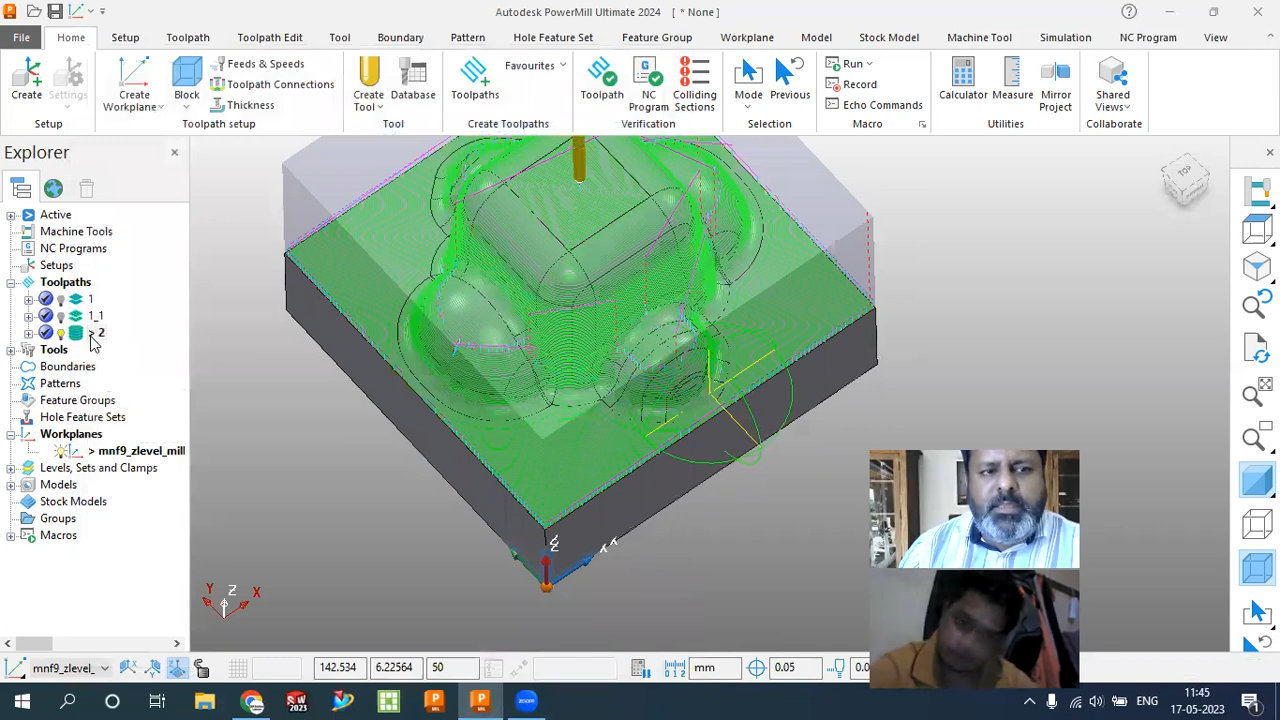 Autodesk PowerMill Ultimate 2024 [ * None ]
File Home Setup Toolpath Toolpath Edit Tool Boundary Pattern Hole Feature Set Feature Group Workplane Model Stock Model Machine Tool Simulation NC Program View
Create
Settings
Setup
Create Workplane
Block
Feeds & Speeds
Toolpath Connections
Thickness
Toolpath setup
Create Tool
Database
Tool
Toolpaths
Favourites
Create Toolpaths
Toolpath
NC Program
Colliding Sections
Verification
Mode
Previous
Selection
Run
Record
Echo Commands
Macro
Calculator
Measure
Mirror Project
Utilities
Shared Views
Collaborate
Explorer
Active
Machine Tools
NC Programs
Setups
Toolpaths
1
1_1
> 2
Tools
Boundaries
Patterns
Feature Groups
Hole Feature Sets
Workplanes
> mnf9_zlevel_mill
Levels, Sets and Clamps
Models
Stock Models
Groups
Macros
TOP
Z
X
Y Z X
mnf9_zlevel_ 142.534 6.22564 50 mm 0.05 0.0
ENG 11:45
17-05-2023
zoom